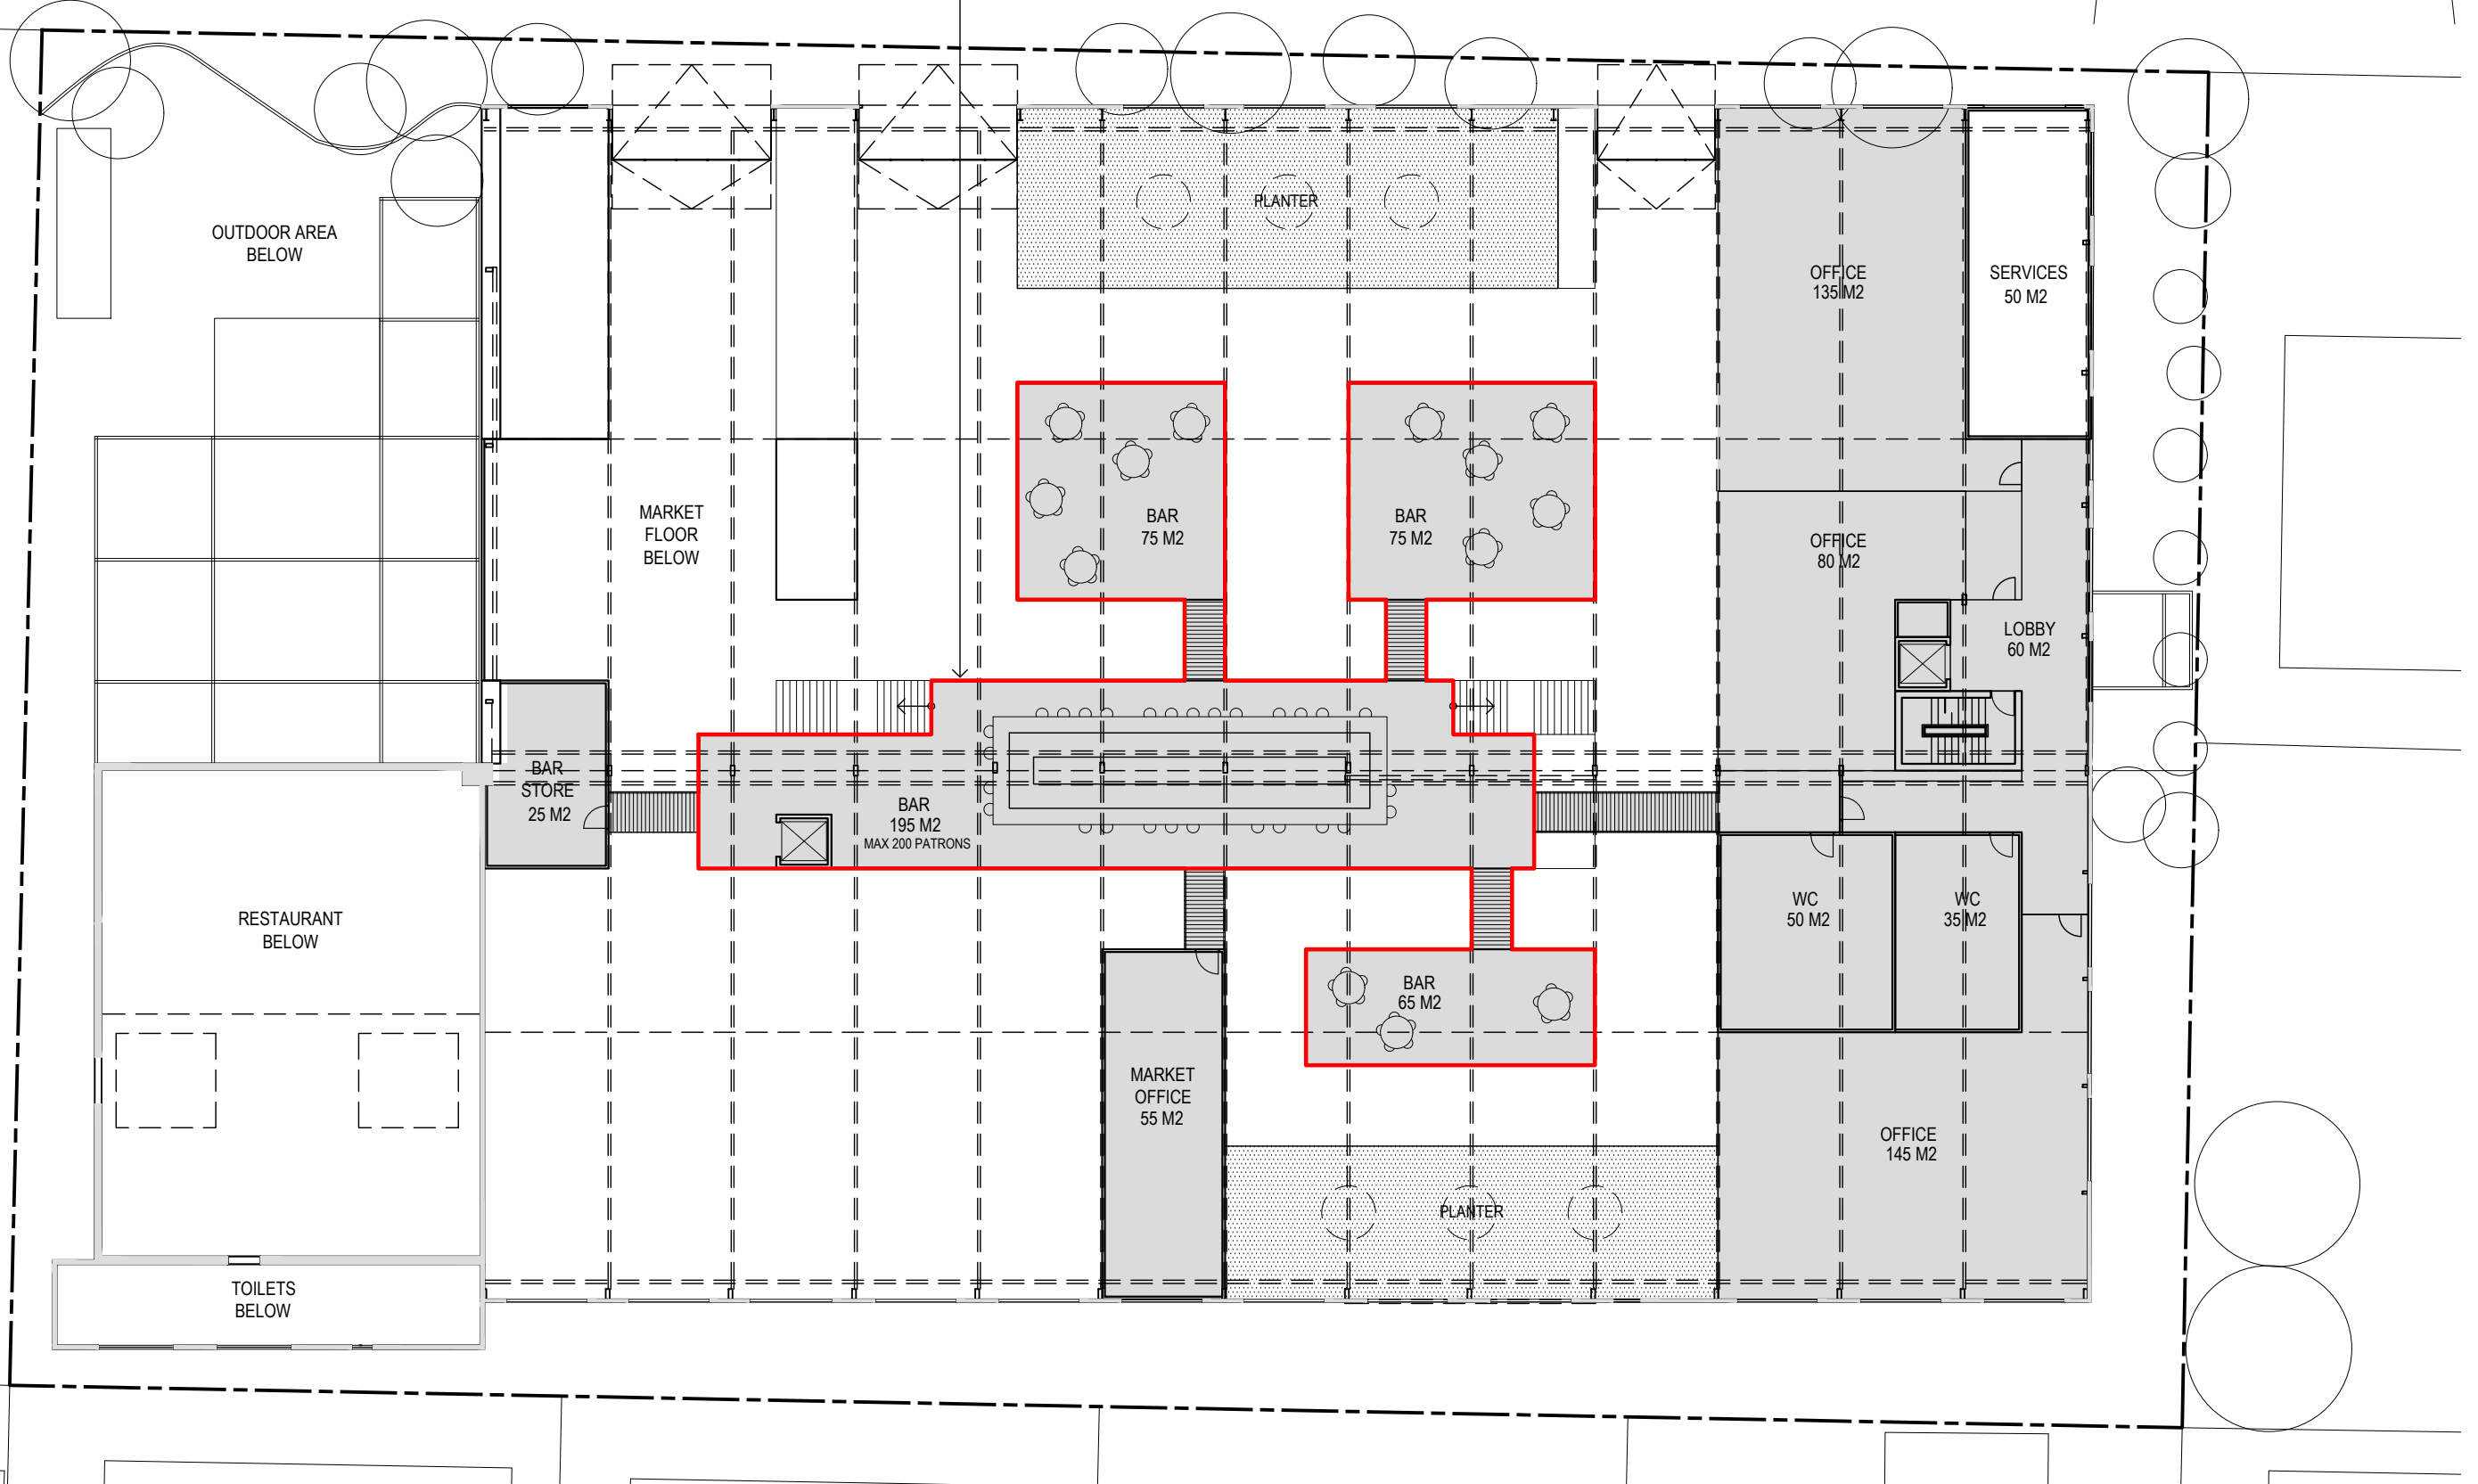 PLANTER
OUTDOOR AREA
BELOW
OFFICE
135 M2
SERVICES
50 M2
MARKET
FLOOR
BELOW
BAR
75 M2
BAR
75 M2
OFFICE
80 M2
LOBBY
60 M2
BAR
STORE
25 M2
BAR
195 M2
MAX 200 PATRONS
RESTAURANT
BELOW
WC
50 M2
WC
35 M2
BAR
65 M2
MARKET
OFFICE
55 M2
OFFICE
145 M2
PLANTER
TOILETS
BELOW